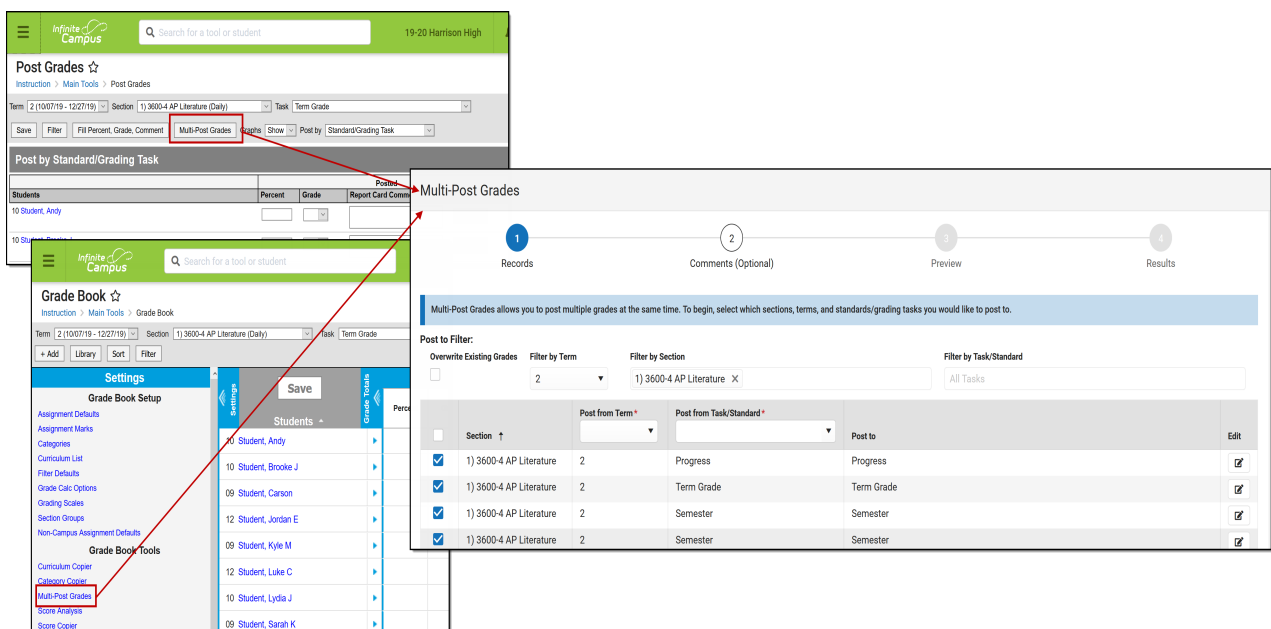 Infinite Campus
Search for a tool or student
19-20 Harrison High
Post Grades
Instruction > Main Tools > Post Grades
Term 2 (10/07/19 - 12/27/19) Section 1) 3600-4 AP Literature (Daily) Task Term Grade
Save Filter Fill Percent, Grade, Comment Multi-Post Grades Graphs Show Post by Standard/Grading Task
Post by Standard/Grading Task
Posted
Students Percent Grade Report Card Comm
10 Student, Andy
10 Student, Brooke J
Infinite Campus
Search for a tool or student
Grade Book
Instruction > Main Tools > Grade Book
Term 2 (10/07/19 - 12/27/19) Section 1) 3600-4 AP Literature (Daily) Task Term Grade
+ Add Library Sort Filter
Settings
Grade Book Setup
Assignment Defaults
Assignment Marks
Categories
Curriculum List
Filter Defaults
Grade Calc Options
Grading Scales
Section Groups
Non-Campus Assignment Defaults
Grade Book Tools
Curriculum Copier
Category Copier
Multi-Post Grades
Score Analysis
Score Copier
Settings
Save
Students
Grade Totals
Perce
10 Student, Andy
10 Student, Brooke J
09 Student, Carson
12 Student, Jordan E
09 Student, Kyle M
12 Student, Luke C
10 Student, Lydia J
09 Student, Sarah K
Multi-Post Grades
1 2 3 4
Records Comments (Optional) Preview Results
Multi-Post Grades allows you to post multiple grades at the same time. To begin, select which sections, terms, and standards/grading tasks you would like to post to.
Post to Filter:
Overwrite Existing Grades Filter by Term Filter by Section Filter by Task/Standard
2 1) 3600-4 AP Literature X All Tasks
Section ↑ Post from Term* Post from Task/Standard* Post to Edit
1) 3600-4 AP Literature 2 Progress Progress
1) 3600-4 AP Literature 2 Term Grade Term Grade
1) 3600-4 AP Literature 2 Semester Semester
1) 3600-4 AP Literature 2 Semester Semester